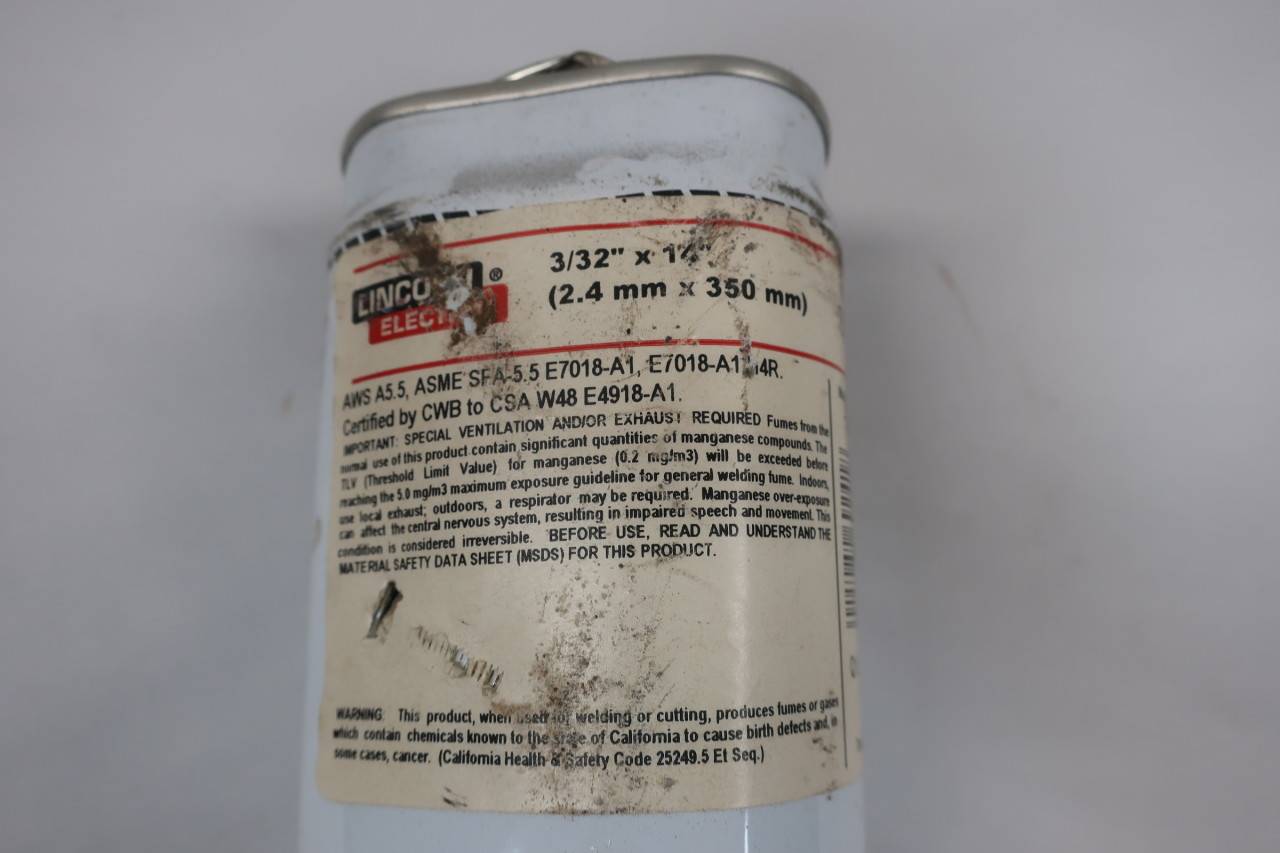 LINCOLN ®
ELECTRIC
3/32" x 14"
(2.4 mm x 350 mm)
AWS A5.5, ASME SFA-5.5 E7018-A1, E7018-A1 H4R.
Certified by CWB to CSA W48 E4918-A1.
IMPORTANT: SPECIAL VENTILATION AND/OR EXHAUST REQUIRED Fumes from the
normal use of this product contain significant quantities of manganese compounds. The
TLV (Threshold Limit Value) for manganese (0.2 mg/m3) will be exceeded before
reaching the 5.0 mg/m3 maximum exposure guideline for general welding fume. Indoors,
use local exhaust; outdoors, a respirator may be required. Manganese over-exposure
can affect the central nervous system, resulting in impaired speech and movement. This
condition is considered irreversible. BEFORE USE, READ AND UNDERSTAND THE
MATERIAL SAFETY DATA SHEET (MSDS) FOR THIS PRODUCT.
WARNING: This product, when used for welding or cutting, produces fumes or gases
which contain chemicals known to the state of California to cause birth defects and, in
some cases, cancer. (California Health & Safety Code 25249.5 Et Seq.)